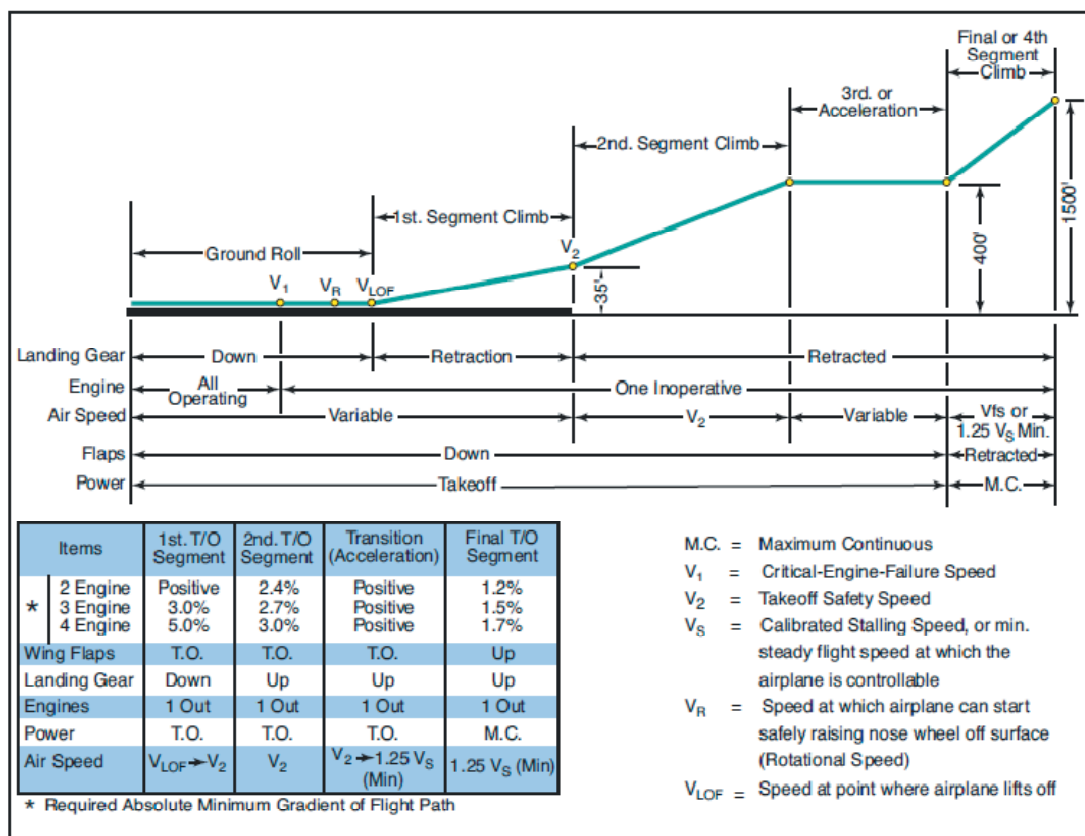 Final or 4th
Segment
Climb
3rd. or
Acceleration
2nd. Segment Climb
1st. Segment Climb
Ground Roll
V1
VR
VLOF
V2
35'
400'
1500'
Landing Gear Down Retraction Retracted
Engine All Operating One Inoperative
Air Speed Variable V2 Variable Vfs or 1.25 VS Min.
Flaps Down Retracted
Power Takeoff M.C.
Items 1st. T/O Segment 2nd. T/O Segment Transition (Acceleration) Final T/O Segment
* 2 Engine Positive 2.4% Positive 1.2%
3 Engine 3.0% 2.7% Positive 1.5%
4 Engine 5.0% 3.0% Positive 1.7%
Wing Flaps T.O. T.O. T.O. Up
Landing Gear Down Up Up Up
Engines 1 Out 1 Out 1 Out 1 Out
Power T.O. T.O. T.O. M.C.
Air Speed VLOF→V2 V2 V2→1.25 VS (Min) 1.25 VS (Min)
* Required Absolute Minimum Gradient of Flight Path
M.C. = Maximum Continuous
V1 = Critical-Engine-Failure Speed
V2 = Takeoff Safety Speed
VS = Calibrated Stalling Speed, or min.
steady flight speed at which the
airplane is controllable
VR = Speed at which airplane can start
safely raising nose wheel off surface
(Rotational Speed)
VLOF = Speed at point where airplane lifts off